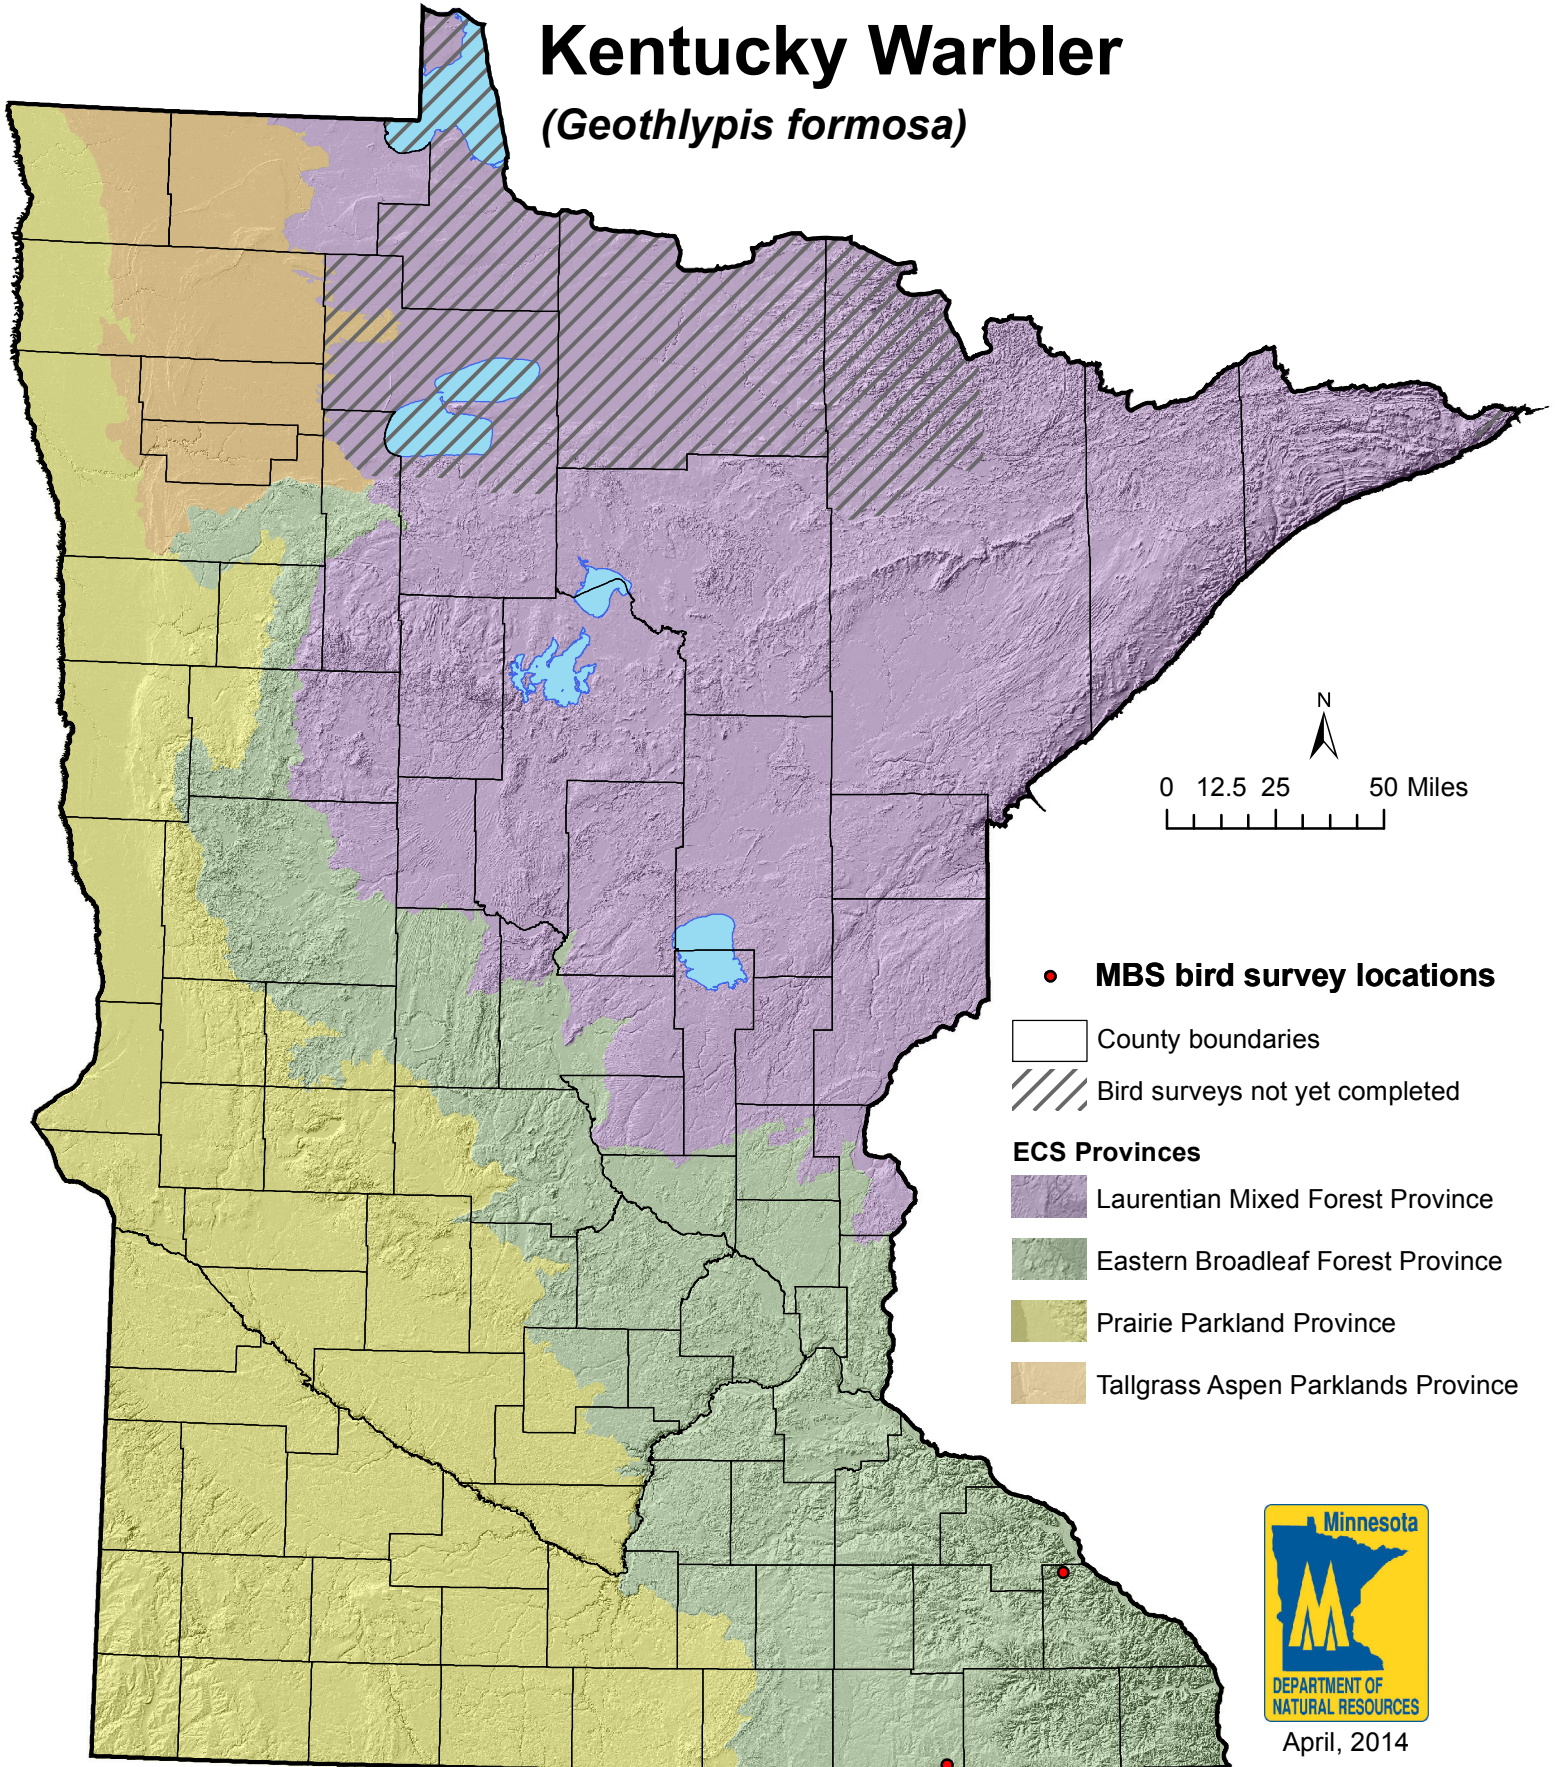 Kentucky Warbler
(Geothlypis formosa)
N
0 12.5 25 50 Miles
MBS bird survey locations
County boundaries
Bird surveys not yet completed
ECS Provinces
Laurentian Mixed Forest Province
Eastern Broadleaf Forest Province
Prairie Parkland Province
Tallgrass Aspen Parklands Province
Minnesota
DEPARTMENT OF
NATURAL RESOURCES
April, 2014